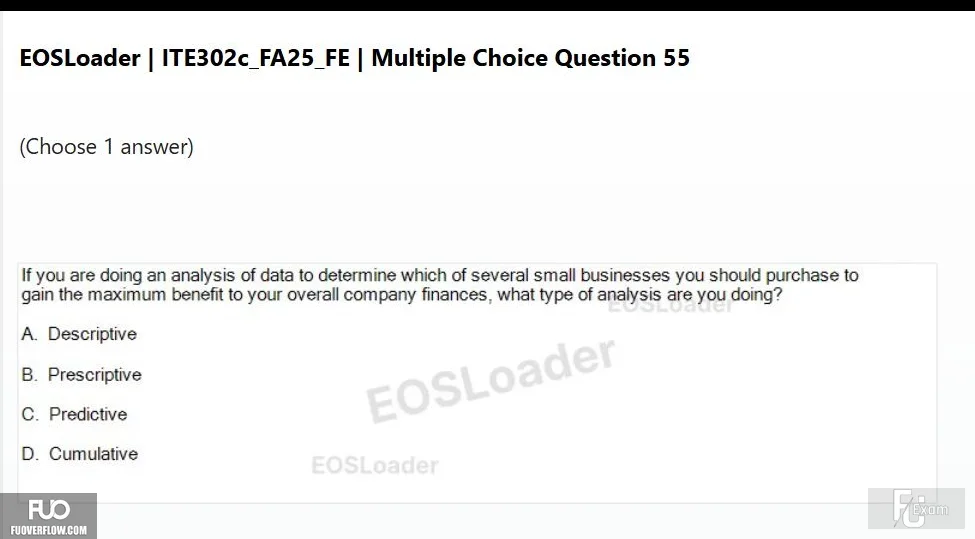 EOSLoader | ITE302c_FA25_FE | Multiple Choice Question 55
(Choose 1 answer)
If you are doing an analysis of data to determine which of several small businesses you should purchase to
gain the maximum benefit to your overall company finances, what type of analysis are you doing?
EOSLoader
A. Descriptive
B. Prescriptive
EOSLoader
C. Predictive
D. Cumulative
EOSLoader
FUO
FUOVERFLOW.COM
FU Exam